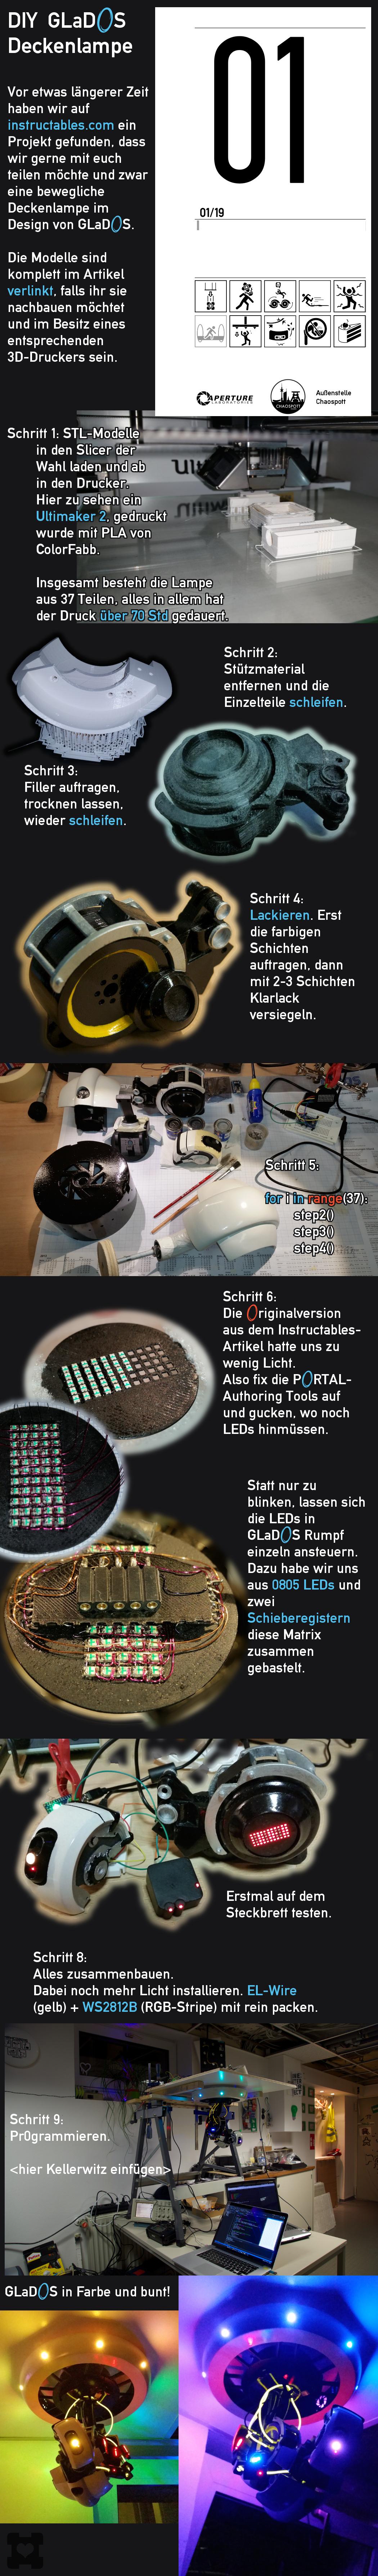 DIY GLaDOS
Deckenlampe
Vor etwas längerer Zeit
haben wir auf
instructables.com ein
Projekt gefunden, dass
wir gerne mit euch
teilen möchte und zwar
eine bewegliche
Deckenlampe im
Design von GLaDOS.
Die Modelle sind
komplett im Artikel
verlinkt, falls ihr sie
nachbauen möchtet
und im Besitz eines
entsprechenden
3D-Druckers sein.
01
01/19
APERTURE
LABORATORIES
CHAOSPOTT
Außenstelle
Chaospott
Schritt 1: STL-Modelle
in den Slicer der
Wahl laden und ab
in den Drucker.
Hier zu sehen ein
Ultimaker 2, gedruckt
wurde mit PLA von
ColorFabb.
Insgesamt besteht die Lampe
aus 37 Teilen, alles in allem hat
der Druck über 70 Std gedauert.
Schritt 2:
Stützmaterial
entfernen und die
Einzelteile schleifen.
Schritt 3:
Filler auftragen,
trocknen lassen,
wieder schleifen.
Schritt 4:
Lackieren. Erst
die farbigen
Schichten
auftragen, dann
mit 2-3 Schichten
Klarlack
versiegeln.
Schritt 5:
for i in range(37):
step2()
step3()
step4()
Schritt 6:
Die Originalversion
aus dem Instructables-
Artikel hatte uns zu
wenig Licht.
Also fix die PORTAL-
Authoring Tools auf
und gucken, wo noch
LEDs hinmüssen.
Statt nur zu
blinken, lassen sich
die LEDs in
GLaDOS Rumpf
einzeln ansteuern.
Dazu habe wir uns
aus 0805 LEDs und
zwei
Schieberegistern
diese Matrix
zusammen
gebastelt.
Erstmal auf dem
Steckbrett testen.
Schritt 8:
Alles zusammenbauen.
Dabei noch mehr Licht installieren. EL-Wire
(gelb) + WS2812B (RGB-Stripe) mit rein packen.
Schritt 9:
Pr0grammieren.
<hier Kellerwitz einfügen>
GLaDOS in Farbe und bunt!